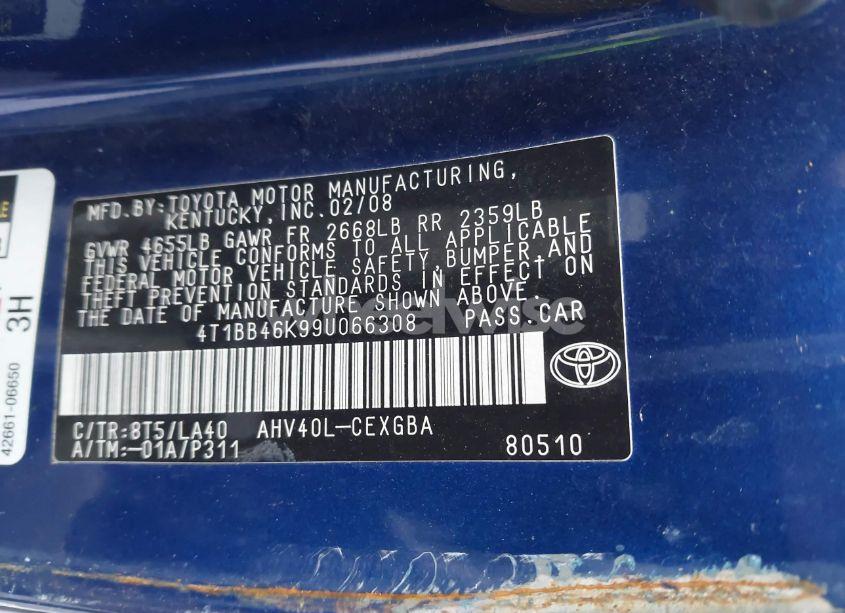 MFD.BY:TOYOTA MOTOR MANUFACTURING,
KENTUCKY,INC.02/08
GVWR 4655LB GAWR FR 2668LB RR 2359LB
THIS VEHICLE CONFORMS TO ALL APPLICABLE
FEDERAL MOTOR VEHICLE SAFETY,BUMPER,AND
THEFT PREVENTION STANDARDS IN EFFECT ON
THE DATE OF MANUFACTURE SHOWN ABOVE.
4T1BB46K99U066308 PASS.CAR
C/TR:8T5/LA40 AHV40L-CEXGBA
A/TM:-01A/P311 80510
42661-06650
3H